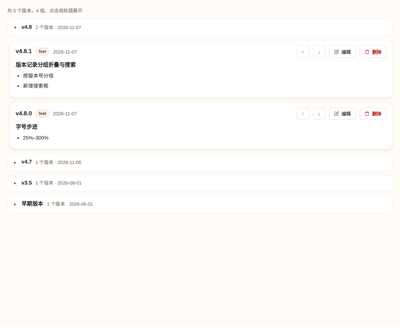 共 5 个版本，4 组，点击组标题展开
v4.8 2 个版本 · 2026-11-07
v4.8.1 feat 2026-11-07 ↑ ↓ 编辑 删除
版本记录分组折叠与搜索
• 按版本号分组
• 新增搜索框
v4.8.0 feat 2026-11-07 ↑ ↓ 编辑 删除
字号步进
• 25%-300%
v4.7 1 个版本 · 2026-11-06
v3.5 1 个版本 · 2026-08-01
早期版本 1 个版本 · 2026-06-01